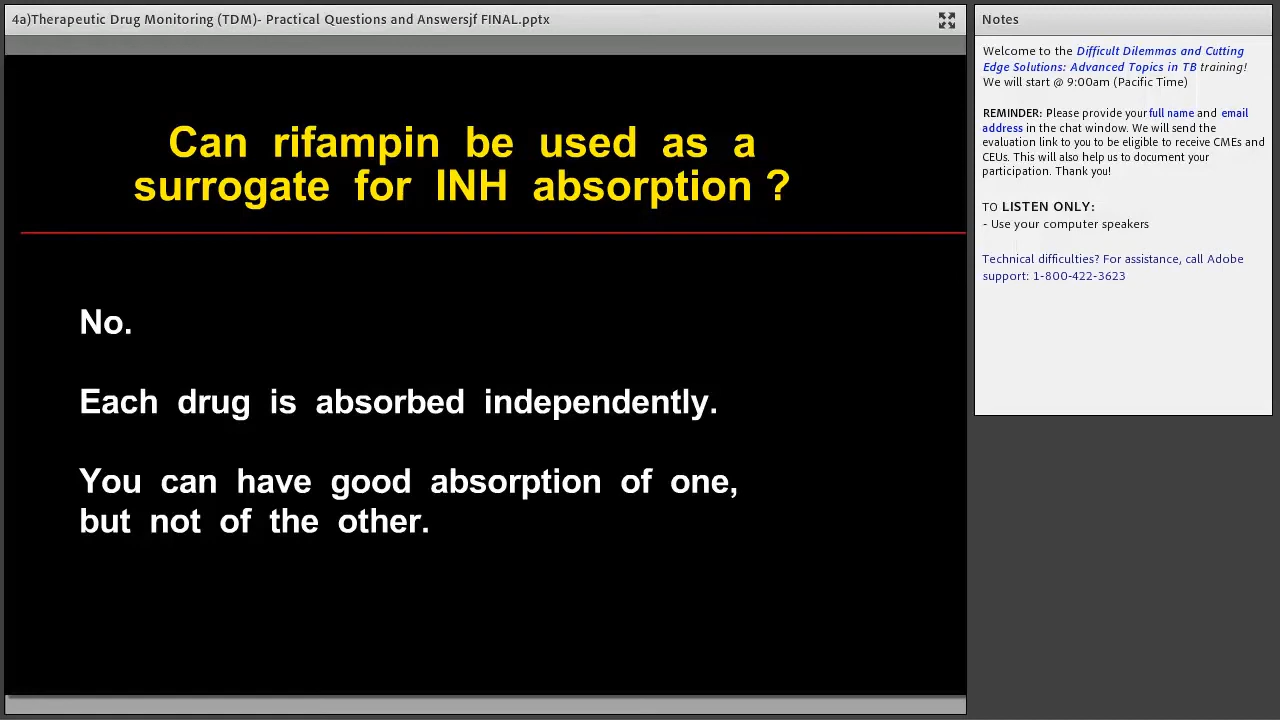 4a)Therapeutic Drug Monitoring (TDM)- Practical Questions and Answersjf FINAL.pptx
Can rifampin be used as a
surrogate for INH absorption ?
No.
Each drug is absorbed independently.
You can have good absorption of one,
but not of the other.
Notes
Welcome to the Difficult Dilemmas and Cutting
Edge Solutions: Advanced Topics in TB training!
We will start @ 9:00am (Pacific Time)
REMINDER: Please provide your full name and email
address in the chat window. We will send the
evaluation link to you to be eligible to receive CMEs and
CEUs. This will also help us to document your
participation. Thank you!
TO LISTEN ONLY:
- Use your computer speakers
Technical difficulties? For assistance, call Adobe
support: 1-800-422-3623